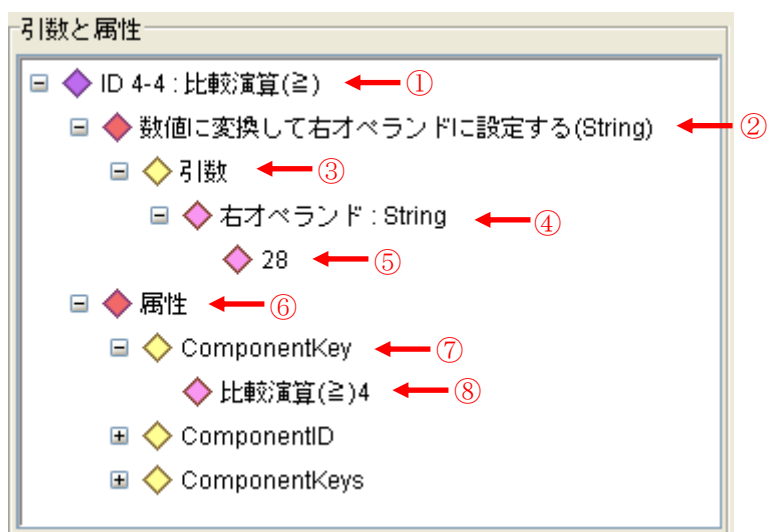 引数と属性
ID 4-4 : 比較演算(≧) ①
数値に変換して右オペランドに設定する(String) ②
引数 ③
右オペランド : String ④
28 ⑤
属性 ⑥
ComponentKey ⑦
比較演算(≧)4 ⑧
ComponentID
ComponentKeys